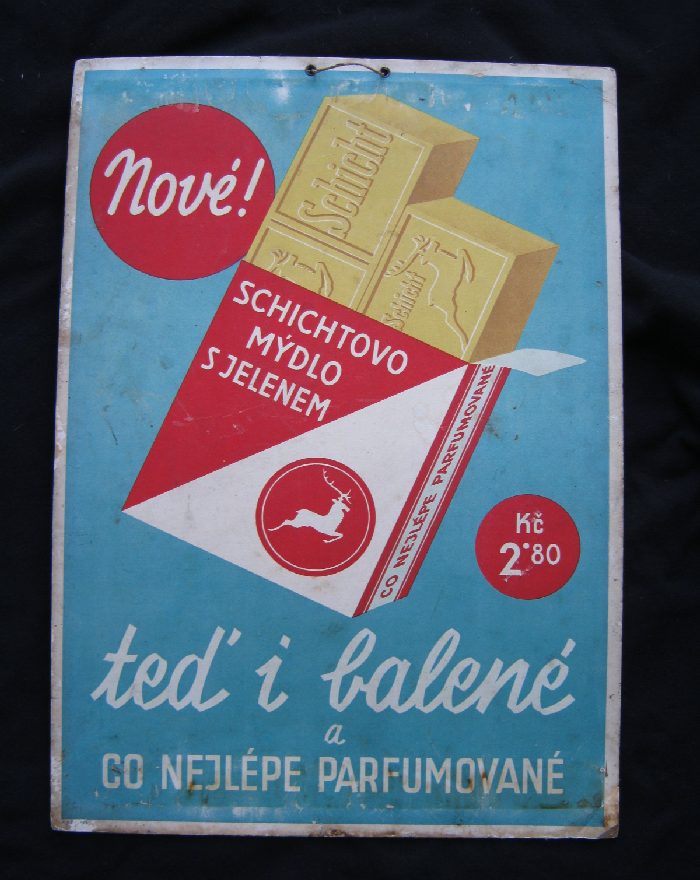 Nové!
Schicht
Schicht
SCHICHTOVO
MÝDLO
S JELENEM
CO NEJLÉPE PARFUMOVANÉ
Kč
2·80
teď i balené
a
CO NEJLÉPE PARFUMOVANÉ